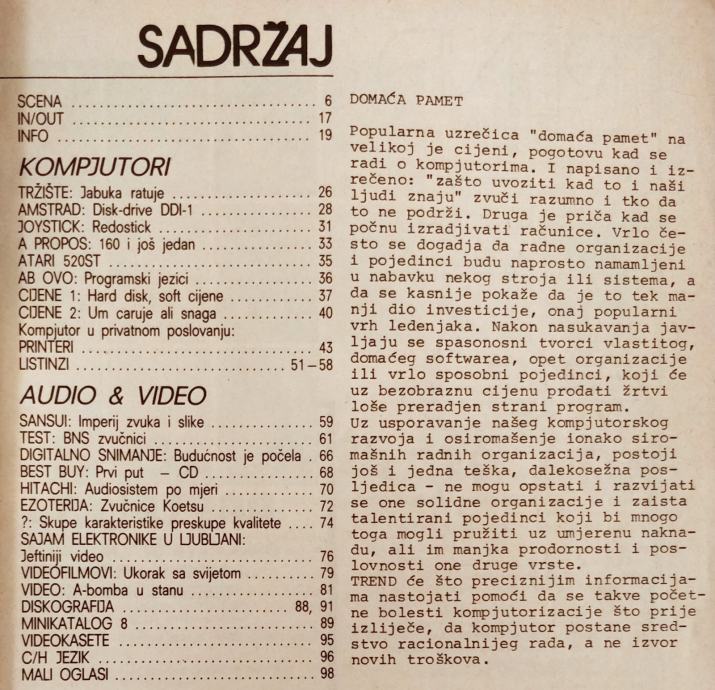 SADRŽAJ
SCENA 6
IN/OUT 17
INFO 19
KOMPJUTORI
TRŽIŠTE: Jabuka ratuje 26
AMSTRAD: Disk-drive DDI-1 28
JOYSTICK: Redostick 31
A PROPOS: 160 i još jedan 33
ATARI 520ST 35
AB OVO: Programski jezici 36
CIJENE 1: Hard disk, soft cijene 37
CIJENE 2: Um caruje ali snaga 40
Kompjutor u privatnom poslovanju:
PRINTERI 43
LISTINZI 51–58
AUDIO & VIDEO
SANSUI: Imperij zvuka i slike 59
TEST: BNS zvučnici 61
DIGITALNO SNIMANJE: Budućnost je počela 66
BEST BUY: Prvi put – CD 68
HITACHI: Audiosistem po mjeri 70
EZOTERIJA: Zvučnice Koetsu 72
?: Skupe karakteristike preskupe kvalitete 74
SAJAM ELEKTRONIKE U LJUBLJANI:
Jeftiniji video 76
VIDEOFILMOVI: Ukorak sa svijetom 79
VIDEO: A-bomba u stanu 81
DISKOGRAFIJA 88, 91
MINIKATALOG 8 89
VIDEOKASETE 95
C/H JEZIK 96
MALI OGLASI 98
DOMAĆA PAMET
Popularna uzrečica "domaća pamet" na
velikoj je cijeni, pogotovu kad se
radi o kompjutorima. I napisano i iz-
rečeno: "zašto uvoziti kad to i naši
ljudi znaju" zvuči razumno i tko da
to ne podrži. Druga je priča kad se
počnu izradjivati računice. Vrlo če-
sto se dogadja da radne organizacije
i pojedinci budu naprosto namamljeni
u nabavku nekog stroja ili sistema, a
da se kasnije pokaže da je to tek ma-
nji dio investicije, onaj popularni
vrh ledenjaka. Nakon nasukavanja jav-
ljaju se spasonosni tvorci vlastitog,
domaćeg softwarea, opet organizacije
ili vrlo sposobni pojedinci, koji će
uz bezobraznu cijenu prodati žrtvi
loše preradjen strani program.
Uz usporavanje našeg kompjutorskog
razvoja i osiromašenje ionako siro-
mašnih radnih organizacija, postoji
još i jedna teška, dalekosežna pos-
ljedica - ne mogu opstati i razvijati
se one solidne organizacije i zaista
talentirani pojedinci koji bi mnogo
toga mogli pružiti uz umjerenu nakna-
du, ali im manjka prodornosti i pos-
lovnosti one druge vrste.
TREND će što preciznijim informacija-
ma nastojati pomoći da se takve počet-
ne bolesti kompjutorizacije što prije
izliječe, da kompjutor postane sred-
stvo racionalnijeg rada, a ne izvor
novih troškova.